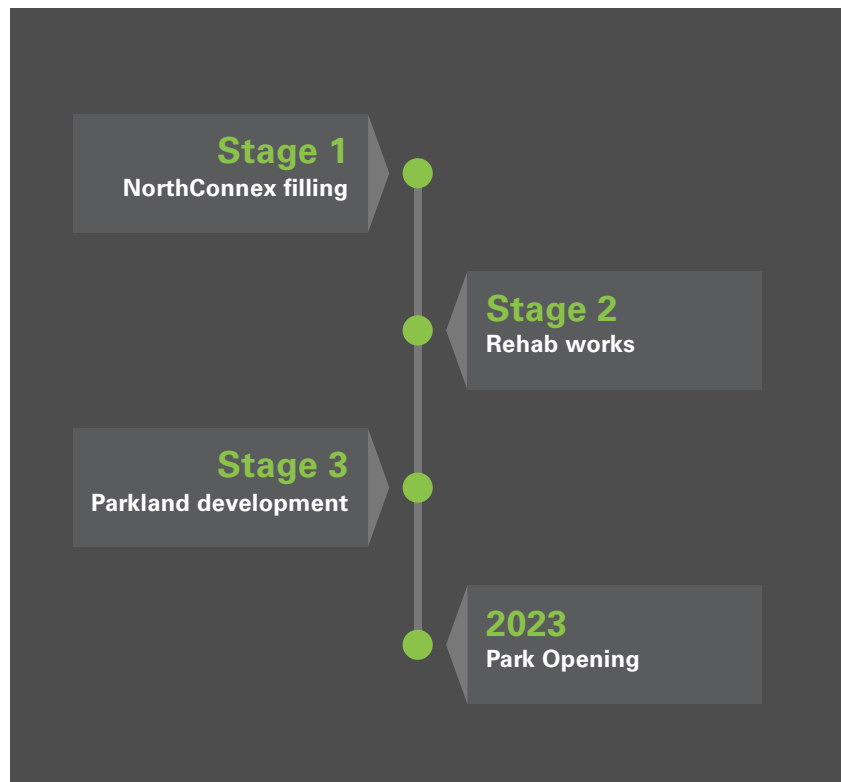 Stage 1
NorthConnex filling
Stage 2
Rehab works
Stage 3
Parkland development
2023
Park Opening